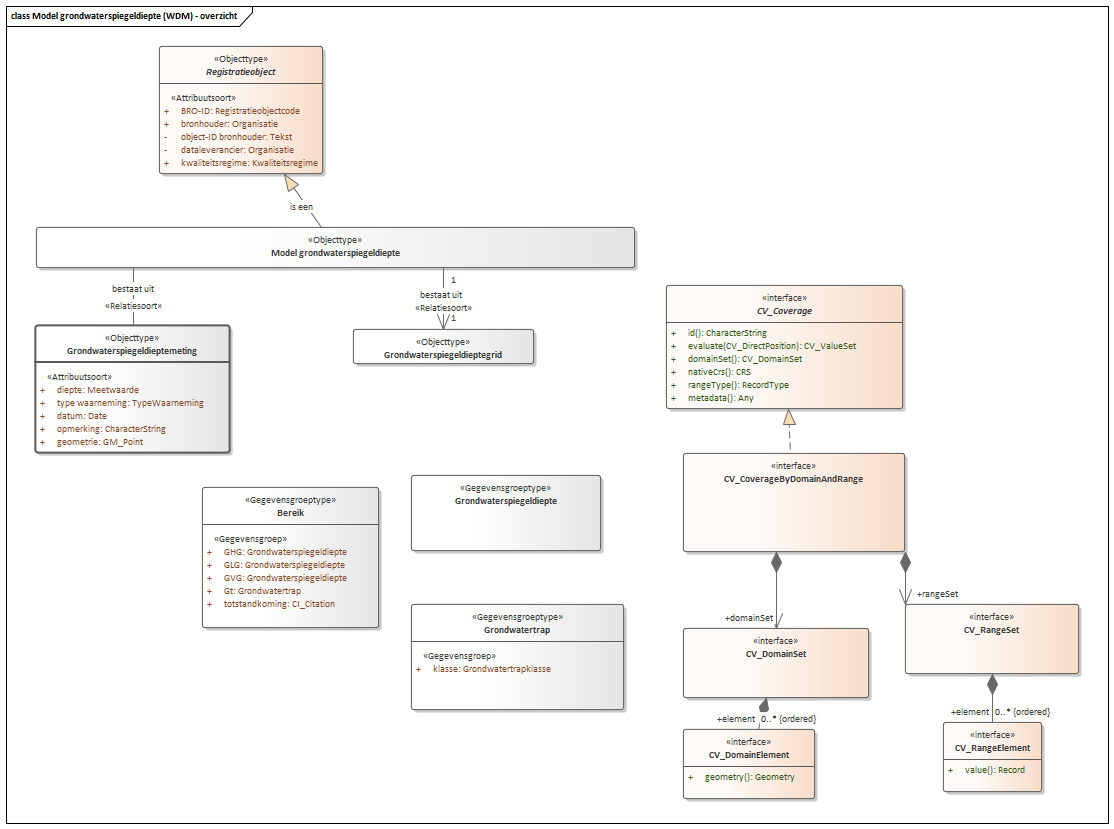 class Model grondwaterspiegeldiepte (WDM) - overzicht
«Objecttype»
Registratieobject
«Attribuutsoort»
+ BRO-ID: Registratieobjectcode
+ bronhouder: Organisatie
- object-ID bronhouder: Tekst
- dataleverancier: Organisatie
+ kwaliteitsregime: Kwaliteitsregime
is een
«Objecttype»
Model grondwaterspiegeldiepte
bestaat uit
«Relatiesoort»
1
bestaat uit
«Relatiesoort»
1
«Objecttype»
Grondwaterspiegeldieptemeting
«Attribuutsoort»
+ diepte: Meetwaarde
+ type waarneming: TypeWaarneming
+ datum: Date
+ opmerking: CharacterString
+ geometrie: GM_Point
«Objecttype»
Grondwaterspiegeldieptegrid
«interface»
CV_Coverage
+ id(): CharacterString
+ evaluate(CV_DirectPosition): CV_ValueSet
+ domainSet(): CV_DomainSet
+ nativeCrs(): CRS
+ rangeType(): RecordType
+ metadata(): Any
«interface»
CV_CoverageByDomainAndRange
«Gegevensgroeptype»
Bereik
«Gegevensgroep»
+ GHG: Grondwaterspiegeldiepte
+ GLG: Grondwaterspiegeldiepte
+ GVG: Grondwaterspiegeldiepte
+ Gt: Grondwatertrap
+ totstandkoming: CI_Citation
«Gegevensgroeptype»
Grondwaterspiegeldiepte
«Gegevensgroeptype»
Grondwatertrap
«Gegevensgroep»
+ klasse: Grondwatertrapklasse
+domainSet
+rangeSet
«interface»
CV_DomainSet
«interface»
CV_RangeSet
+element 0..* {ordered}
+element 0..* {ordered}
«interface»
CV_DomainElement
+ geometry(): Geometry
«interface»
CV_RangeElement
+ value(): Record